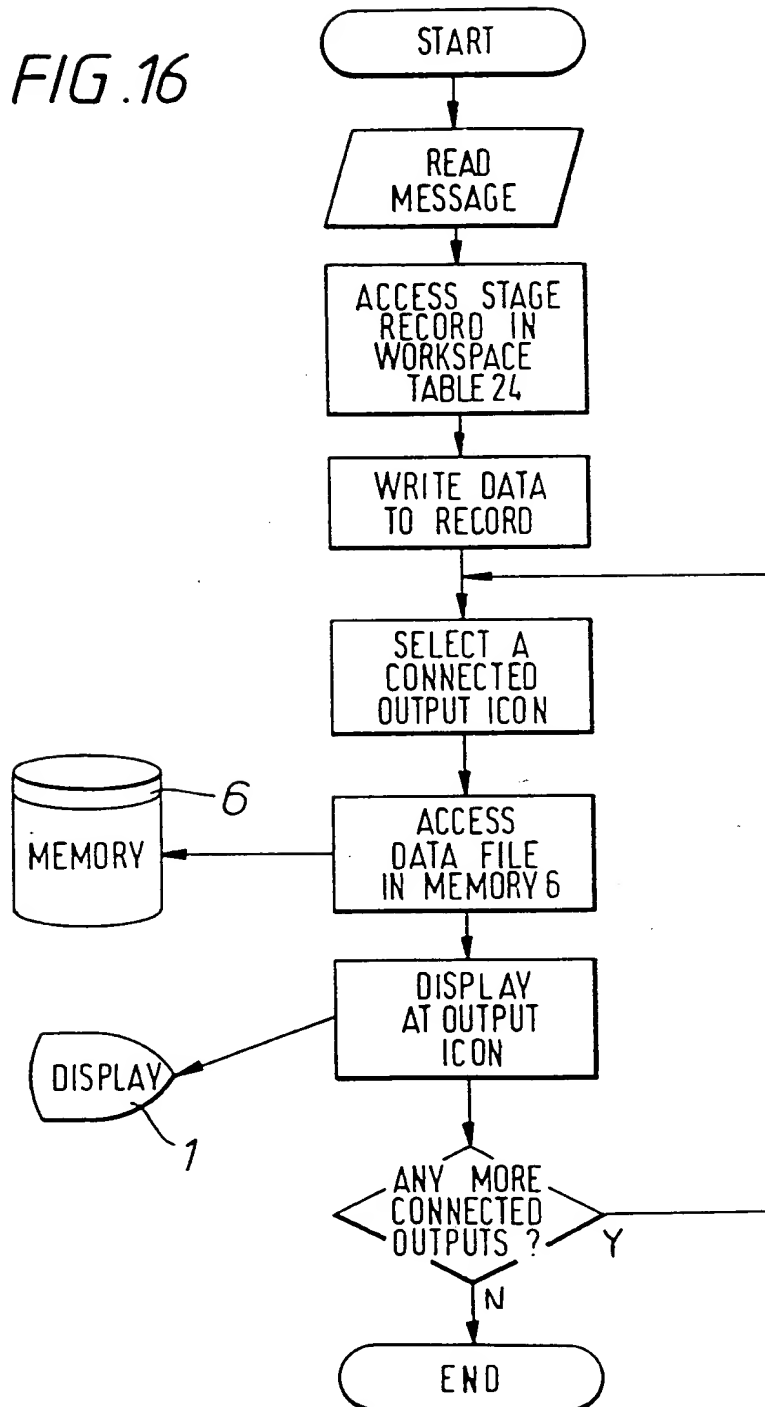 FIG.16
START
READ
MESSAGE
ACCESS STAGE
RECORD IN
WORKSPACE
TABLE 24
WRITE DATA
TO RECORD
SELECT A
CONNECTED
OUTPUT ICON
6
MEMORY
ACCESS
DATA FILE
IN MEMORY 6
DISPLAY
AT OUTPUT
ICON
DISPLAY
1
ANY MORE
CONNECTED
OUTPUTS ?
Y
N
END